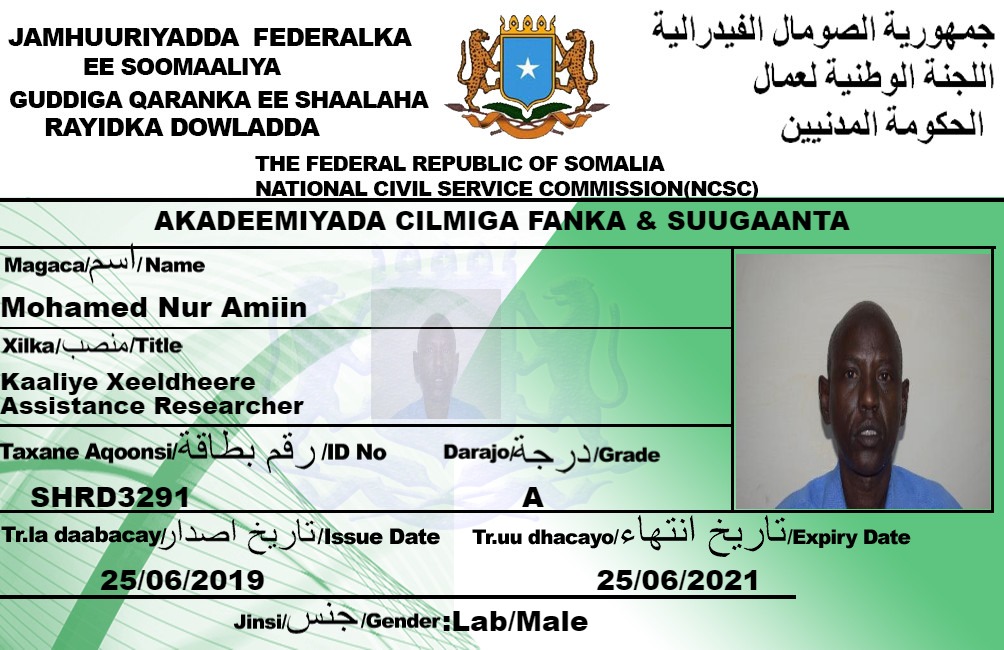 JAMHUURIYADDA FEDERALKA
EE SOOMAALIYA
GUDDIGA QARANKA EE SHAALAHA
RAYIDKA DOWLADDA
جمهورية الصومال الفيدرالية
اللجنة الوطنية لعمال
الحكومة المدنيين
THE FEDERAL REPUBLIC OF SOMALIA
NATIONAL CIVIL SERVICE COMMISSION(NCSC)
AKADEEMIYADA CILMIGA FANKA & SUUGAANTA
Magaca/اسم/Name
Mohamed Nur Amiin
Xilka/منصب/Title
Kaaliye Xeeldheere
Assistance Researcher
Taxane Aqoonsi/رقم بطاقة/ID No
Darajo/درجة/Grade
SHRD3291
A
Tr.la daabacay/تاريخ اصدار/Issue Date
Tr.uu dhacayo/تاريخ انتهاء/Expiry Date
25/06/2019
25/06/2021
Jinsi/جنس/Gender:Lab/Male